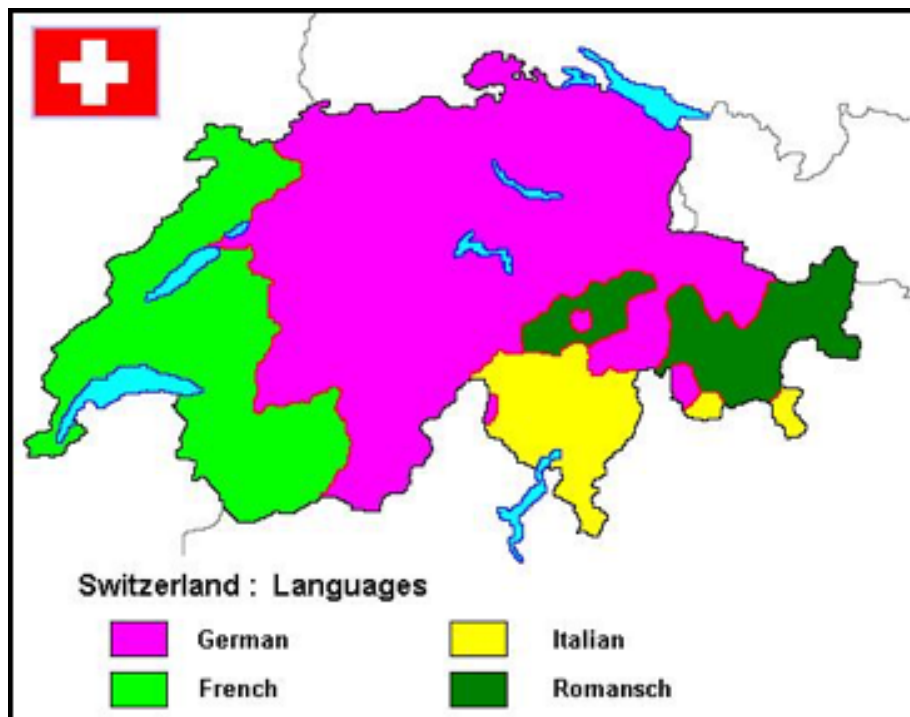 Switzerland : Languages
German
Italian
French
Romansch